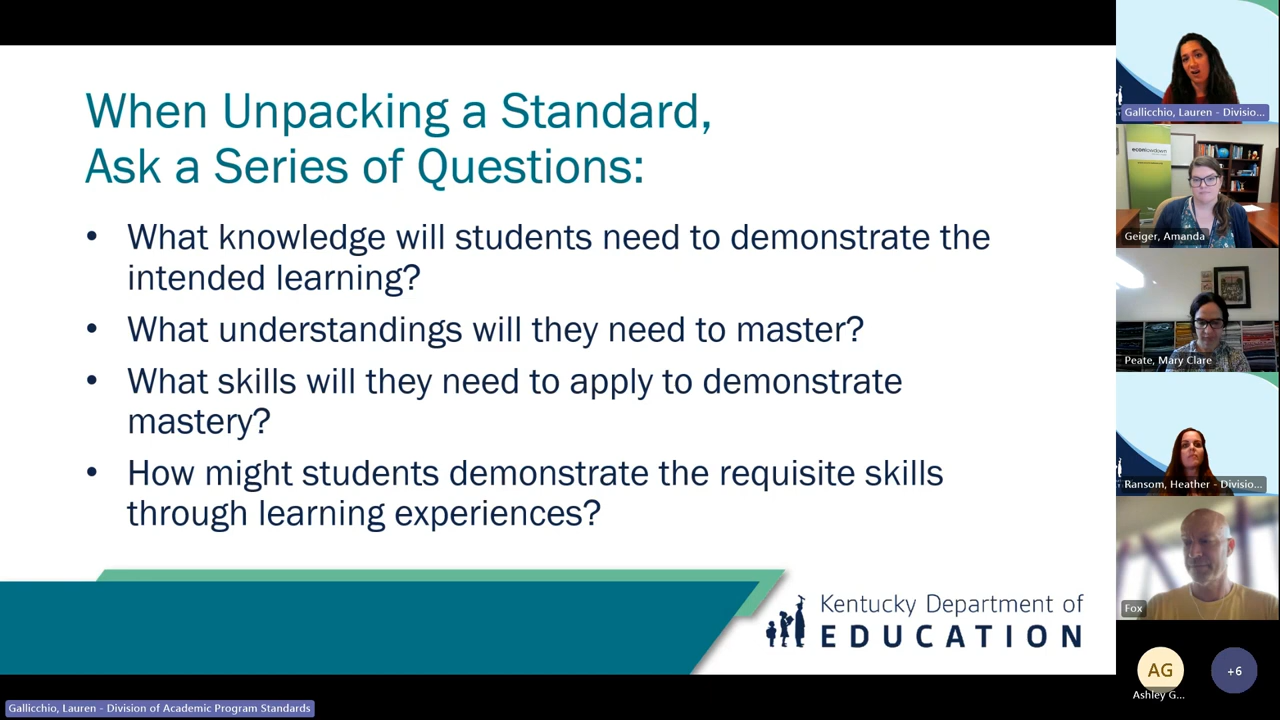 When Unpacking a Standard,
Ask a Series of Questions:
• What knowledge will students need to demonstrate the
intended learning?
• What understandings will they need to master?
• What skills will they need to apply to demonstrate
mastery?
• How might students demonstrate the requisite skills
through learning experiences?
Kentucky Department of
EDUCATION
Gallicchio, Lauren - Division of Academic Program Standards
Gallicchio, Lauren - Divisio...
econlowdown
Geiger, Amanda
Peate, Mary Clare
Ransom, Heather - Divisio...
Fox
AG
Ashley G...
+6